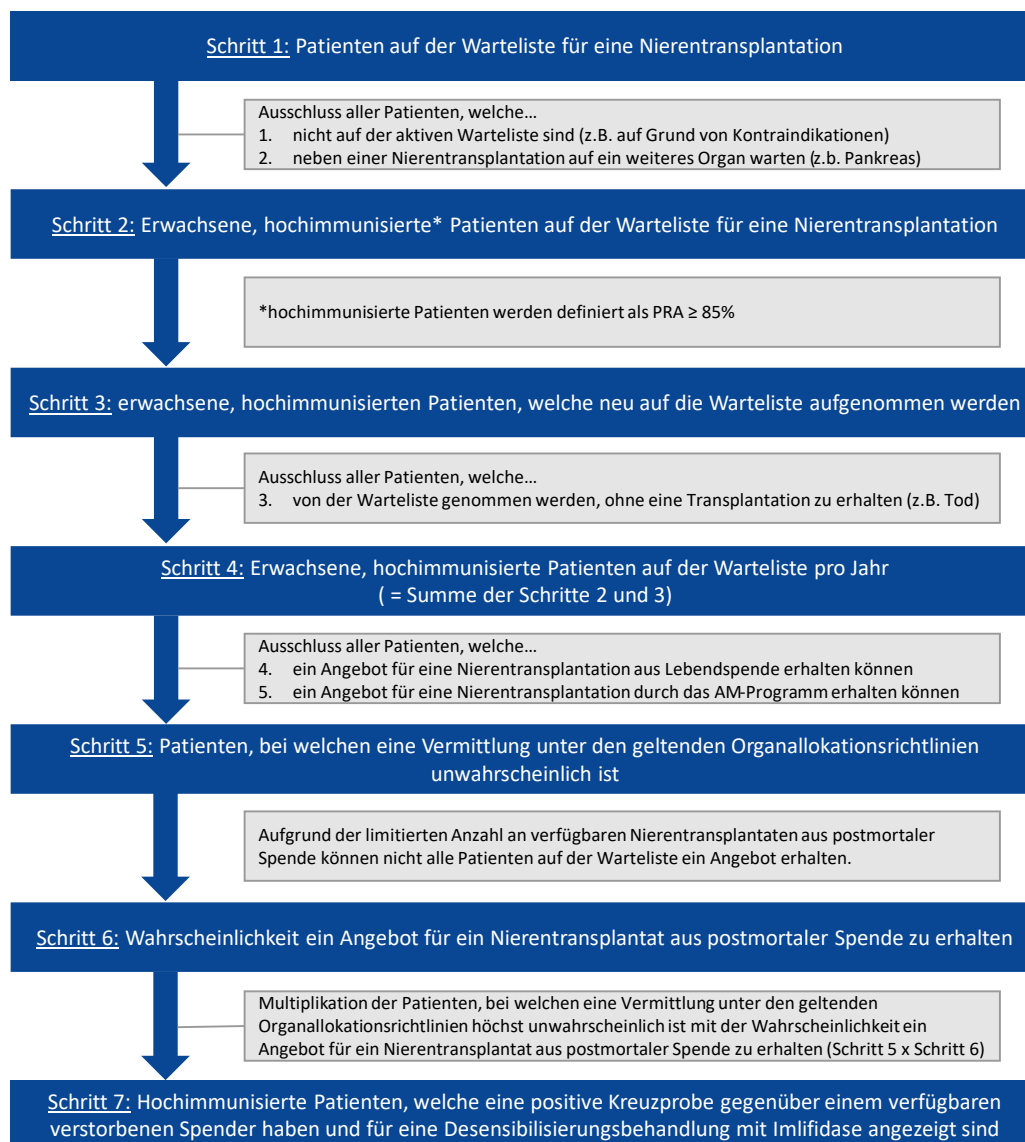 Schritt 1: Patienten auf der Warteliste für eine Nierentransplantation
Ausschluss aller Patienten, welche…
1. nicht auf der aktiven Warteliste sind (z.B. auf Grund von Kontraindikationen)
2. neben einer Nierentransplantation auf ein weiteres Organ warten (z.b. Pankreas)
Schritt 2: Erwachsene, hochimmunisierte* Patienten auf der Warteliste für eine Nierentransplantation
*hochimmunisierte Patienten werden definiert als PRA ≥ 85%
Schritt 3: erwachsene, hochimmunisierten Patienten, welche neu auf die Warteliste aufgenommen werden
Ausschluss aller Patienten, welche…
3. von der Warteliste genommen werden, ohne eine Transplantation zu erhalten (z.B. Tod)
Schritt 4: Erwachsene, hochimmunisierte Patienten auf der Warteliste pro Jahr
( = Summe der Schritte 2 und 3)
Ausschluss aller Patienten, welche…
4. ein Angebot für eine Nierentransplantation aus Lebendspende erhalten können
5. ein Angebot für eine Nierentransplantation durch das AM-Programm erhalten können
Schritt 5: Patienten, bei welchen eine Vermittlung unter den geltenden Organallokationsrichtlinien
unwahrscheinlich ist
Aufgrund der limitierten Anzahl an verfügbaren Nierentransplantaten aus postmortaler
Spende können nicht alle Patienten auf der Warteliste ein Angebot erhalten.
Schritt 6: Wahrscheinlichkeit ein Angebot für ein Nierentransplantat aus postmortaler Spende zu erhalten
Multiplikation der Patienten, bei welchen eine Vermittlung unter den geltenden
Organallokationsrichtlinien höchst unwahrscheinlich ist mit der Wahrscheinlichkeit ein
Angebot für ein Nierentransplantat aus postmortaler Spende zu erhalten (Schritt 5 x Schritt 6)
Schritt 7: Hochimmunisierte Patienten, welche eine positive Kreuzprobe gegenüber einem verfügbaren
verstorbenen Spender haben und für eine Desensibilisierungsbehandlung mit Imlifidase angezeigt sind